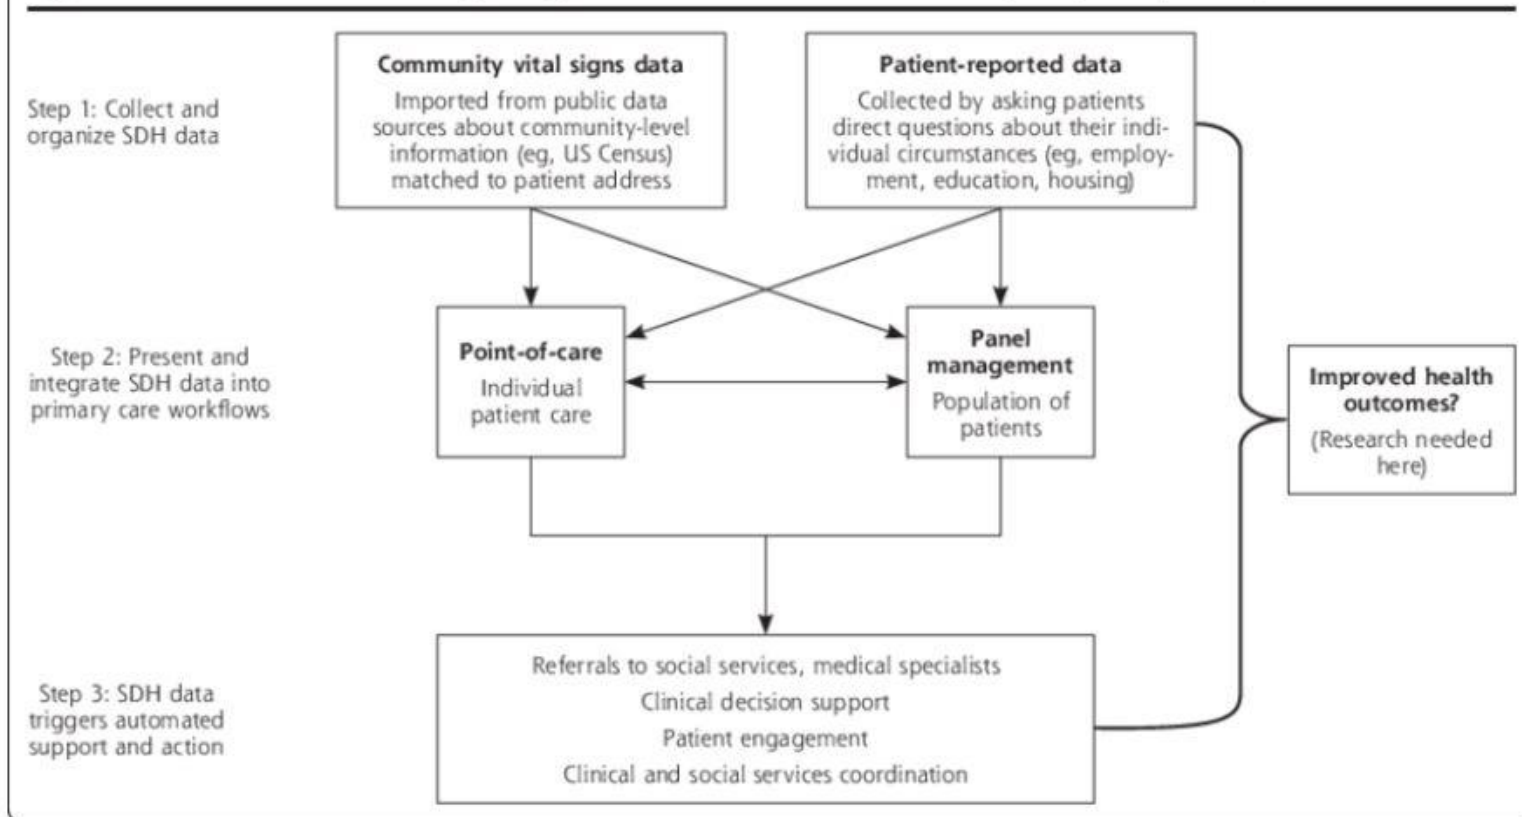 Community vital signs data
Imported from public data
sources about community-level
information (eg, US Census)
matched to patient address
Patient-reported data
Collected by asking patients
direct questions about their indi-
vidual circumstances (eg, employ-
ment, education, housing)
Step 1: Collect and
organize SDH data
Step 2: Present and
integrate SDH data into
primary care workflows
Point-of-care
Individual
patient care
Panel
management
Population of
patients
Improved health
outcomes?
(Research needed
here)
Step 3: SDH data
triggers automated
support and action
Referrals to social services, medical specialists
Clinical decision support
Patient engagement
Clinical and social services coordination